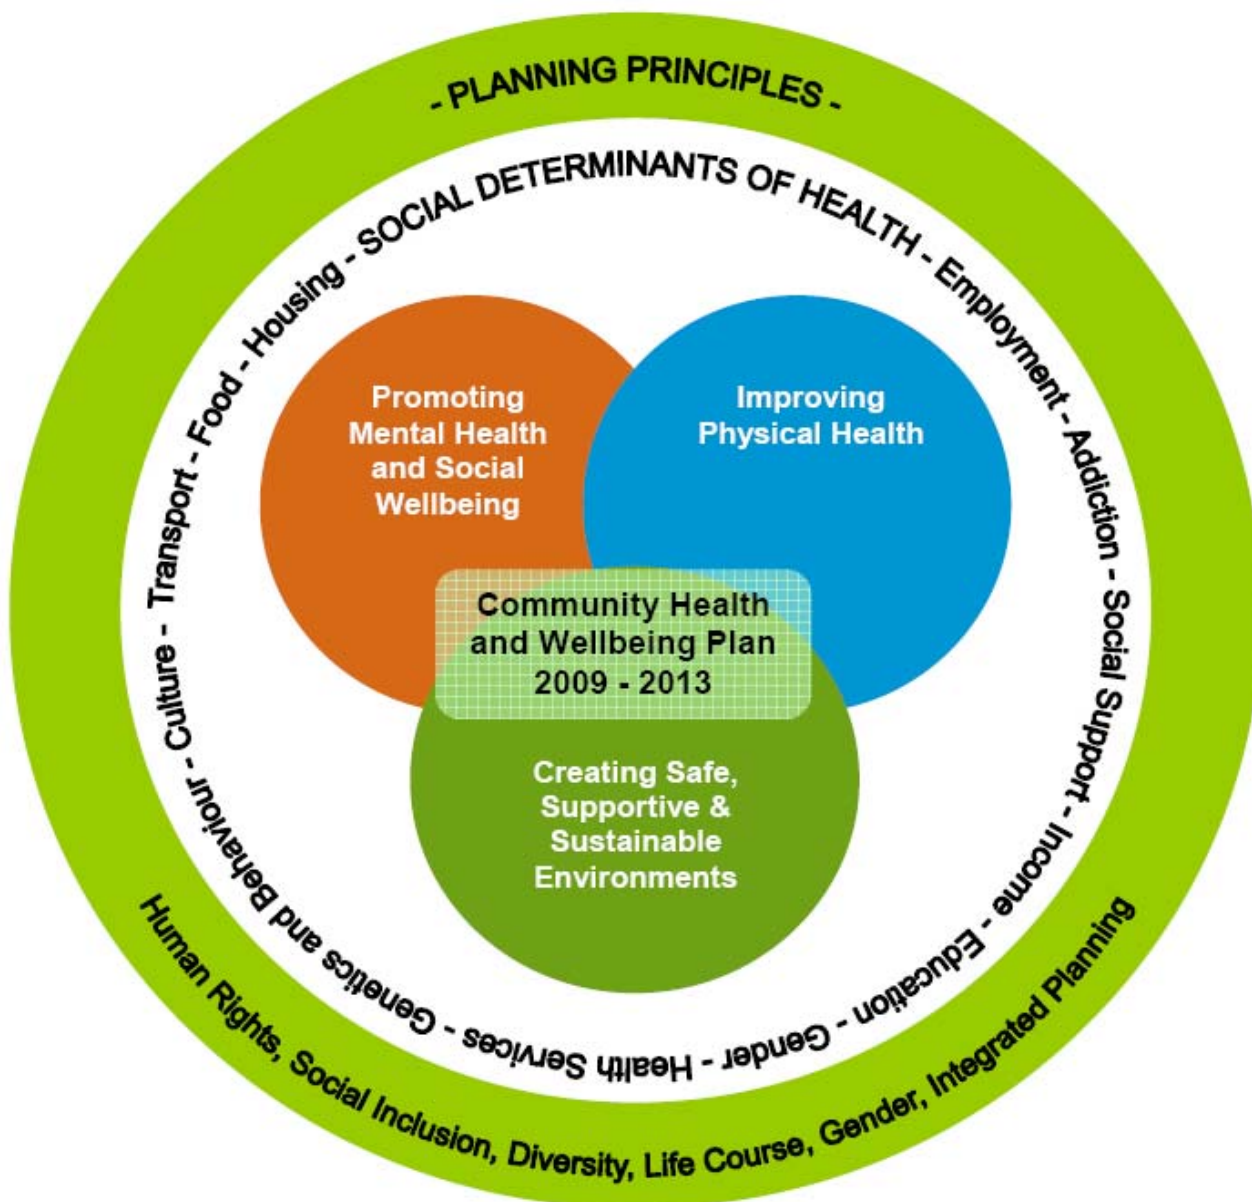 - PLANNING PRINCIPLES -
SOCIAL DETERMINANTS OF HEALTH - Employment - Addiction - Social Support - Income - Education - Gender - Health Services - Genetics and Behaviour - Culture - Transport - Food - Housing -
Promoting
Mental Health
and Social
Wellbeing
Improving
Physical Health
Community Health
and Wellbeing Plan
2009 - 2013
Creating Safe,
Supportive &
Sustainable
Environments
Human Rights, Social Inclusion, Diversity, Life Course, Gender, Integrated Planning